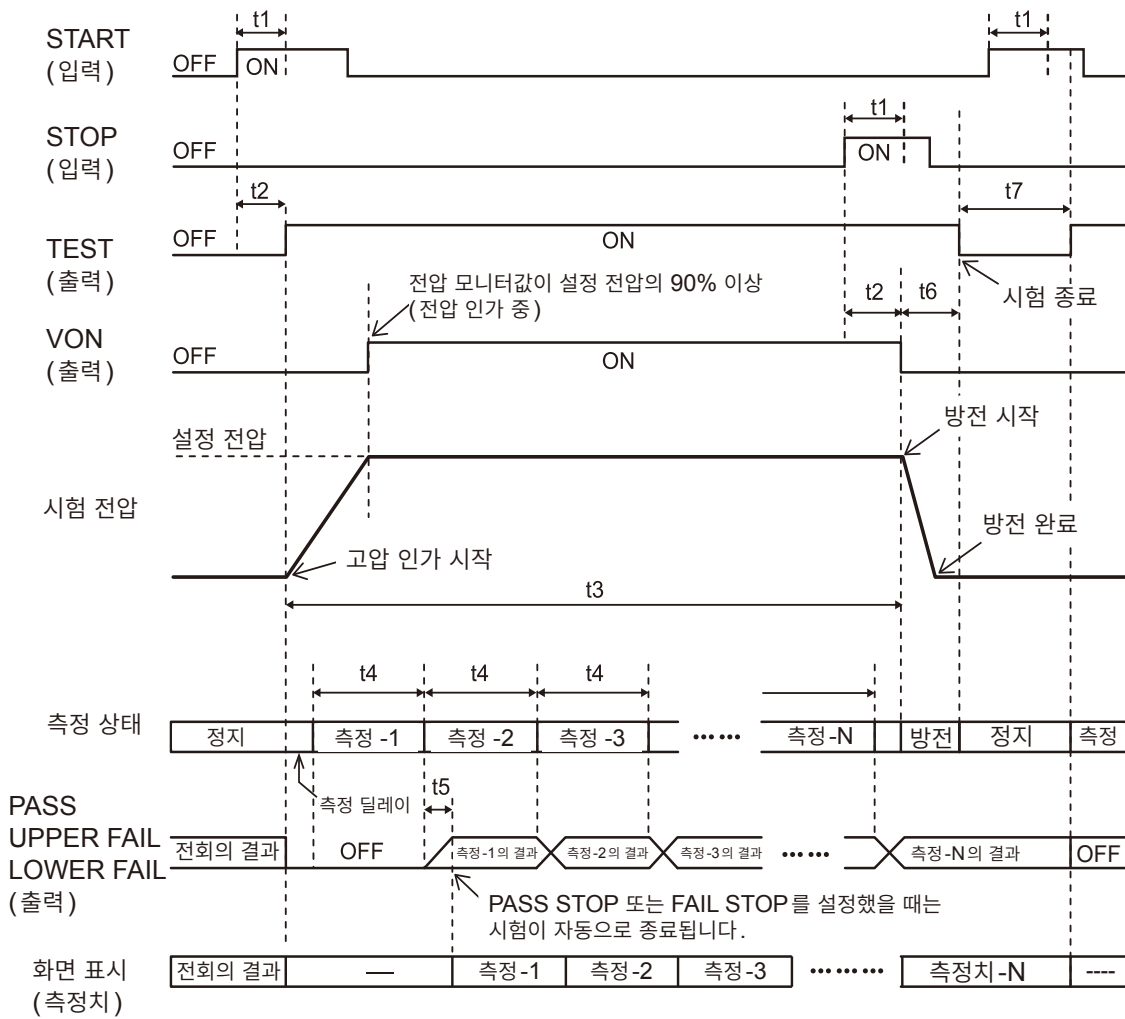 t1
t1
START
(입력)
OFF
ON
t1
STOP
(입력)
OFF
ON
t2
t7
TEST
(출력)
OFF
ON
시험 종료
전압 모니터값이 설정 전압의 90% 이상
(전압 인가 중)
t2
t6
VON
(출력)
OFF
ON
방전 시작
설정 전압
시험 전압
고압 인가 시작
방전 완료
t3
t4
t4
t4
측정 상태
정지
측정 -1
측정 -2
측정 -3
……
측정-N
방전
정지
측정
측정 딜레이
t5
PASS
UPPER FAIL
LOWER FAIL
(출력)
전회의 결과
OFF
측정-1의 결과
측정-2의 결과
측정-3의 결과
……
측정-N의 결과
OFF
PASS STOP 또는 FAIL STOP를 설정했을 때는
시험이 자동으로 종료됩니다.
화면 표시
(측정치)
전회의 결과
—
측정-1
측정-2
측정-3
………
측정치-N
----